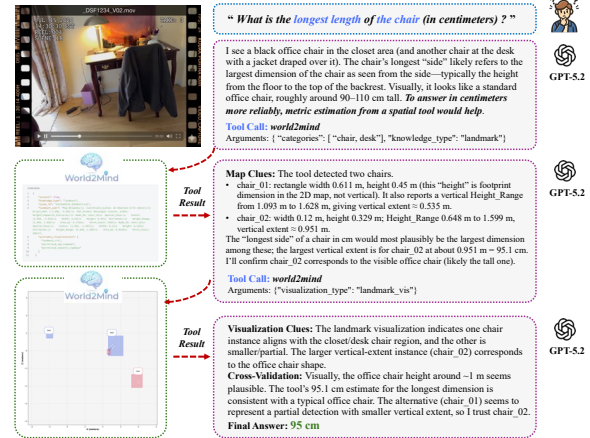 _DSF1234_V02.mov
“ What is the longest length of the chair (in centimeters) ? ”
I see a black office chair in the closet area (and another chair at the desk
with a jacket draped over it). The chair's longest “side” likely refers to the
largest dimension of the chair as seen from the side—typically the height
from the floor to the top of the backrest. Visually, it looks like a standard
office chair, roughly around 90–110 cm tall. To answer in centimeters
more reliably, metric estimation from a spatial tool would help.
Tool Call: world2mind
Arguments: { “categories”: [ “chair, desk”], "knowledge_type": "landmark"}
GPT-5.2
World2Mind
Tool
Result
Map Clues: The tool detected two chairs.
• chair_01: rectangle width 0.611 m, height 0.45 m (this “height” is footprint
dimension in the 2D map, not vertical). It also reports a vertical Height_Range
from 1.093 to 1.628 m, giving vertical extent ≈ 0.535 m.
• chair_02: width 0.12 m, height 0.329 m; Height_Range 0.648 m to 1.599 m,
vertical extent ≈ 0.951 m.
The “longest side” of a chair in cm would most plausibly be the largest dimension
among these; the largest vertical extent is for chair_02 at about 0.951 m = 95.1 cm.
I'll confirm chair_02 corresponds to the visible office chair (likely the tall one).
Tool Call: world2mind
Arguments: {"visualization_type": "landmark_vis"}
GPT-5.2
World2Mind
Tool
Result
Visualization Clues: The landmark visualization indicates one chair
instance aligns with the closet/desk chair region, and the other is
smaller/partial. The larger vertical-extent instance (chair_02) corresponds
to the office chair shape.
Cross-Validation: Visually, the office chair height around ~1 m seems
plausible. The tool's 95.1 cm estimate for the longest dimension is
consistent with a typical office chair. The alternative (chair_01) seems to
represent a partial detection with smaller vertical extent, so I trust chair_02.
Final Answer: 95 cm
GPT-5.2